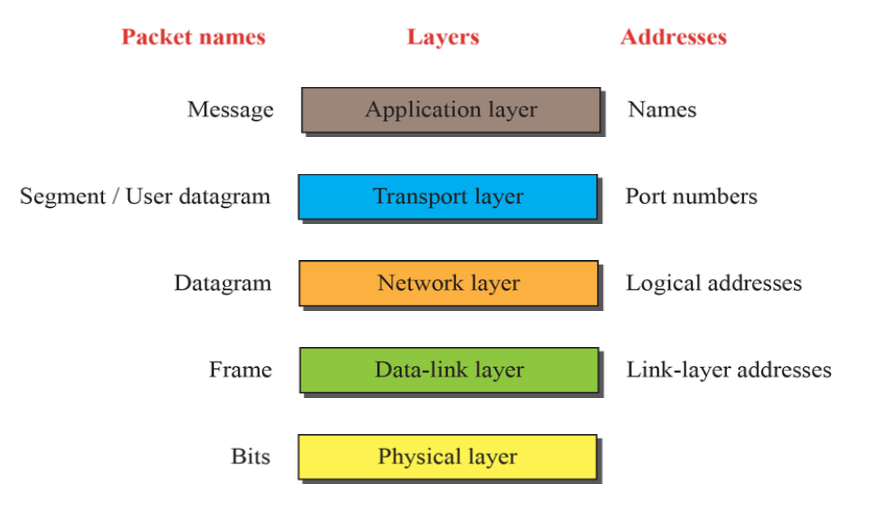 Packet names Layers Addresses
Message Application layer Names
Segment / User datagram Transport layer Port numbers
Datagram Network layer Logical addresses
Frame Data-link layer Link-layer addresses
Bits Physical layer